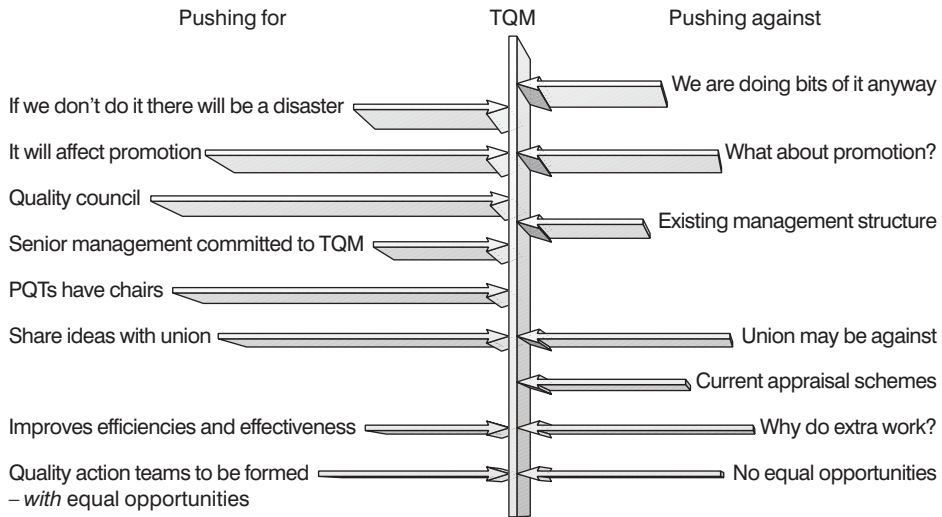 Pushing for
TQM
Pushing against
If we don't do it there will be a disaster
It will affect promotion
Quality council
Senior management committed to TQM
PQTs have chairs
Share ideas with union
Improves efficiencies and effectiveness
Quality action teams to be formed
– with equal opportunities
We are doing bits of it anyway
What about promotion?
Existing management structure
Union may be against
Current appraisal schemes
Why do extra work?
No equal opportunities